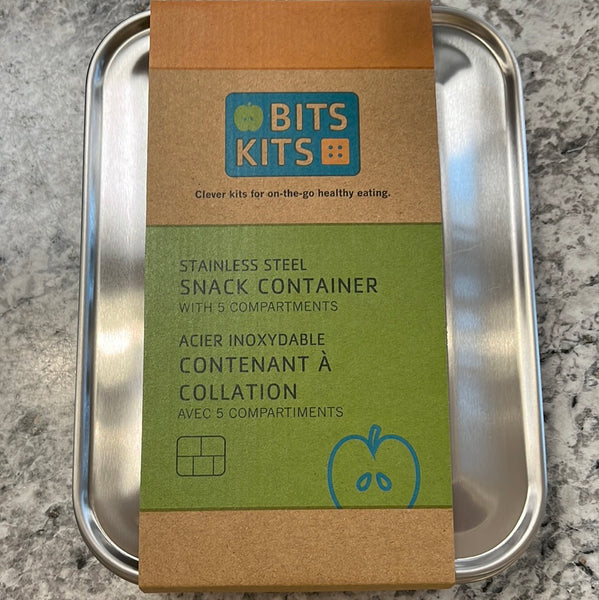 BITS
KITS
Clever kits for on-the-go healthy eating.
STAINLESS STEEL
SNACK CONTAINER
WITH 5 COMPARTMENTS
ACIER INOXYDABLE
CONTENANT À
COLLATION
AVEC 5 COMPARTIMENTS